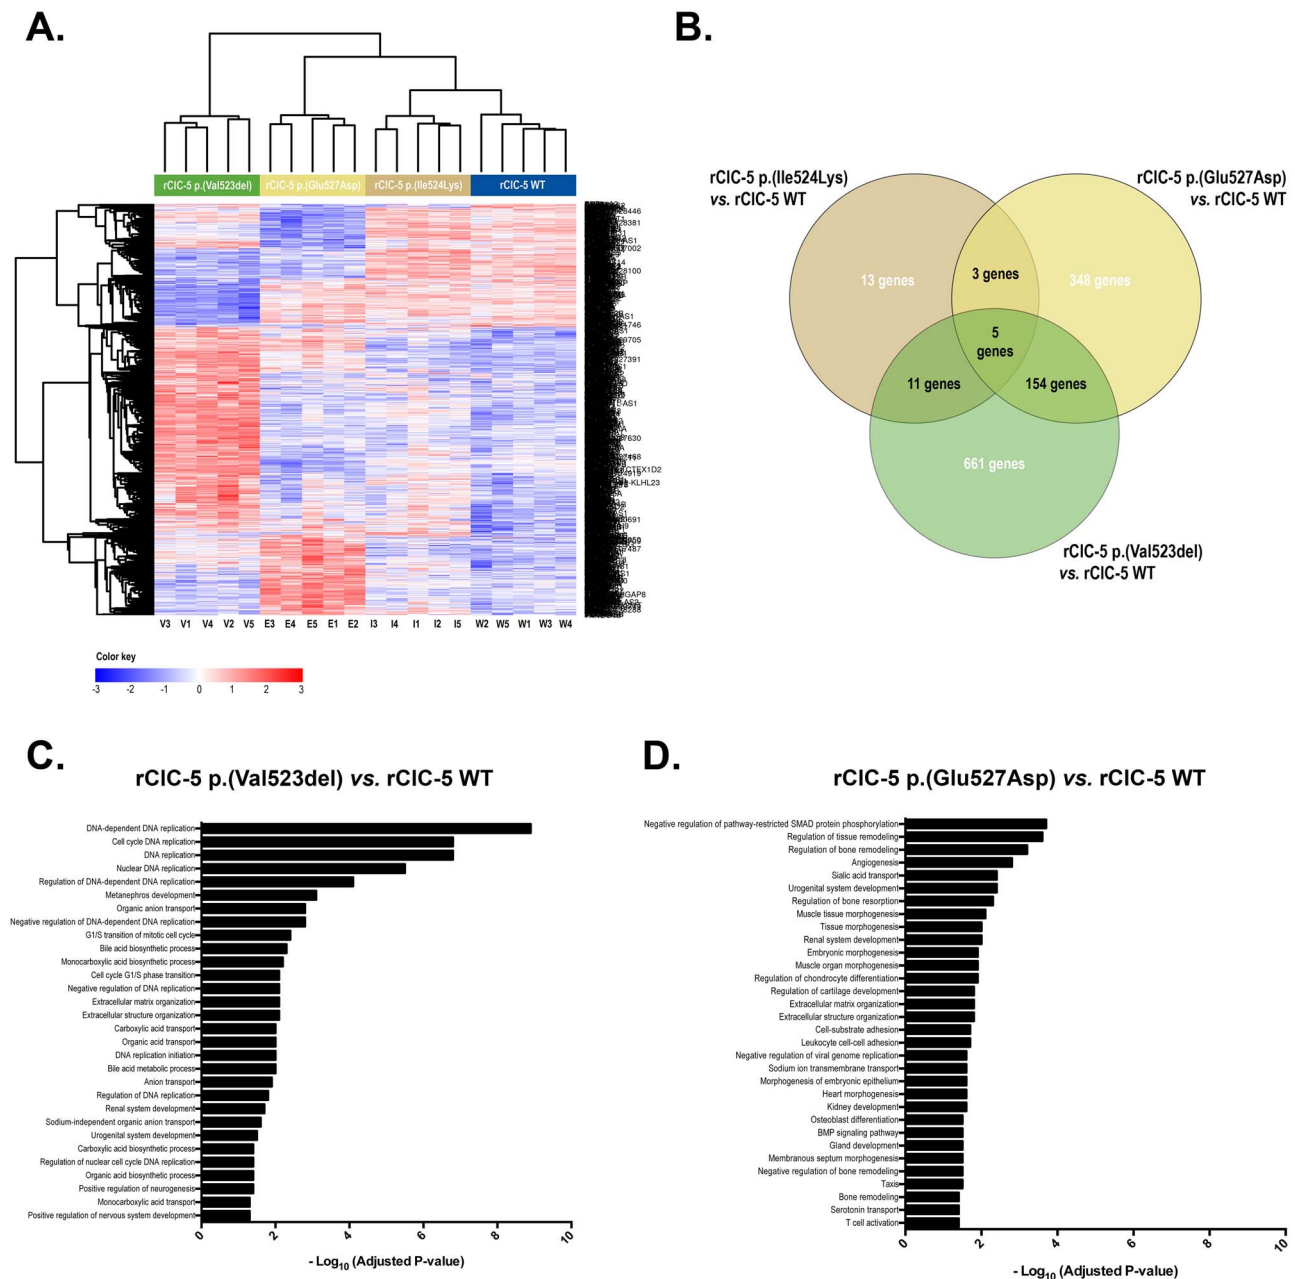 A.
rClC-5 p.(Val523del) rClC-5 p.(Glu527Asp) rClC-5 p.(Ile524Lys) rClC-5 WT
V3 V1 V4 V2 V5 E3 E4 E5 E1 E2 I3 I4 I1 I2 I5 W2 W5 W1 W3 W4
Color key
-3 -2 -1 0 1 2 3
B.
rClC-5 p.(Ile524Lys)
vs. rClC-5 WT
rClC-5 p.(Glu527Asp)
vs. rClC-5 WT
13 genes
3 genes
348 genes
5
genes
11 genes
154 genes
661 genes
rClC-5 p.(Val523del)
vs. rClC-5 WT
C.
rClC-5 p.(Val523del) vs. rClC-5 WT
DNA-dependent DNA replication
Cell cycle DNA replication
DNA replication
Nuclear DNA replication
Regulation of DNA-dependent DNA replication
Metanephros development
Organic anion transport
Negative regulation of DNA-dependent DNA replication
G1/S transition of mitotic cell cycle
Bile acid biosynthetic process
Monocarboxylic acid biosynthetic process
Cell cycle G1/S phase transition
Negative regulation of DNA replication
Extracellular matrix organization
Extracellular structure organization
Carboxylic acid transport
Organic acid transport
DNA replication initiation
Bile acid metabolic process
Anion transport
Regulation of DNA replication
Renal system development
Sodium-independent organic anion transport
Urogenital system development
Carboxylic acid biosynthetic process
Regulation of nuclear cell cycle DNA replication
Organic acid biosynthetic process
Positive regulation of neurogenesis
Monocarboxylic acid transport
Positive regulation of nervous system development
0 2 4 6 8 10
- Log10 (Adjusted P-value)
D.
rClC-5 p.(Glu527Asp) vs. rClC-5 WT
Negative regulation of pathway-restricted SMAD protein phosphorylation
Regulation of tissue remodeling
Regulation of bone remodeling
Angiogenesis
Sialic acid transport
Urogenital system development
Regulation of bone resorption
Muscle tissue morphogenesis
Tissue morphogenesis
Renal system development
Embryonic morphogenesis
Muscle organ morphogenesis
Regulation of chondrocyte differentiation
Regulation of cartilage development
Extracellular matrix organization
Extracellular structure organization
Cell-substrate adhesion
Leukocyte cell-cell adhesion
Negative regulation of viral genome replication
Sodium ion transmembrane transport
Morphogenesis of embryonic epithelium
Heart morphogenesis
Kidney development
Osteoblast differentiation
BMP signaling pathway
Gland development
Membranous septum morphogenesis
Negative regulation of bone remodeling
Taxis
Bone remodeling
Serotonin transport
T cell activation
0 2 4 6 8 10
- Log10 (Adjusted P-value)